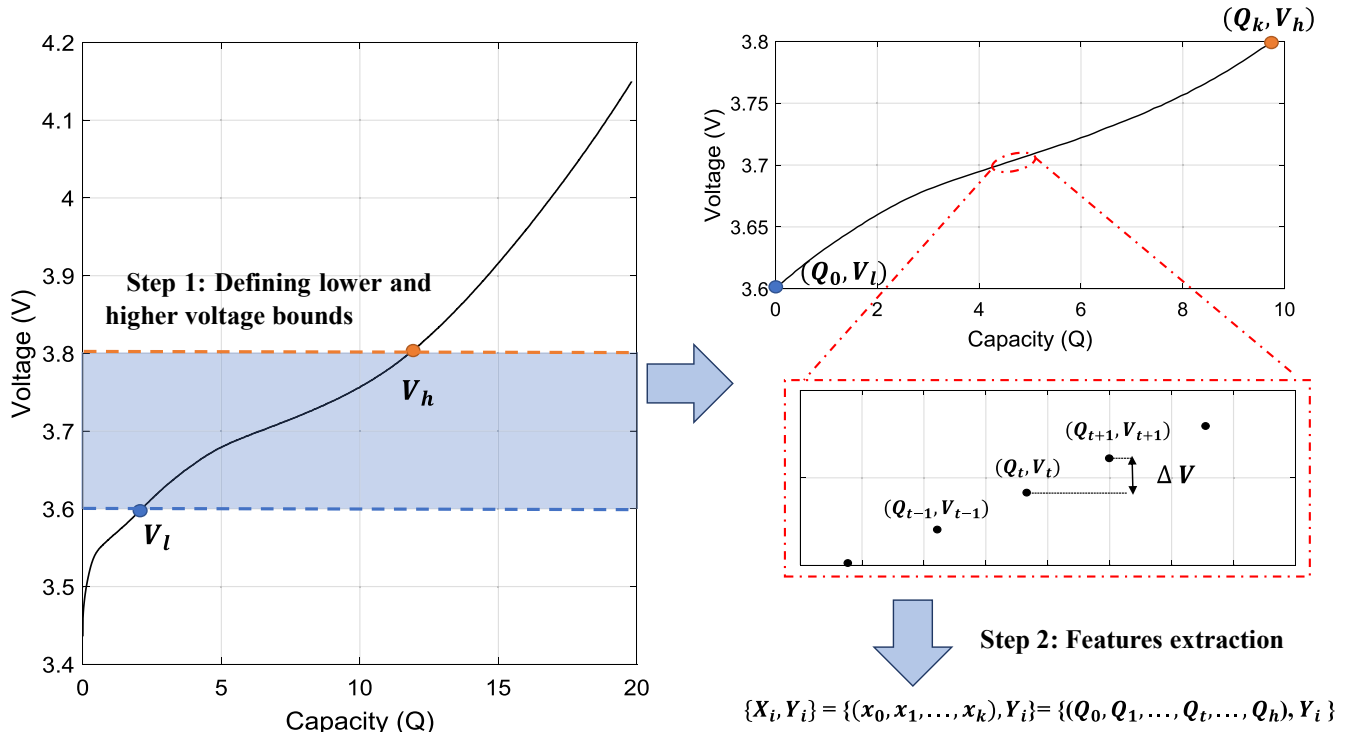 4.2
4.1
4
3.9
3.8
3.7
3.6
3.5
3.4
Voltage (V)
0 5 10 15 20
Capacity (Q)
Step 1: Defining lower and
higher voltage bounds
V_h
V_l
(Q_k, V_h)
3.8
3.75
3.7
3.65
3.6
Voltage (V)
(Q_0, V_l)
0 2 4 6 8 10
Capacity (Q)
(Q_{t+1}, V_{t+1})
(Q_t, V_t)
Δ V
(Q_{t−1}, V_{t−1})
Step 2: Features extraction
{X_i, Y_i} = {(x_0, x_1, ..., x_k), Y_i}= {(Q_0, Q_1, ..., Q_t, ..., Q_h), Y_i }